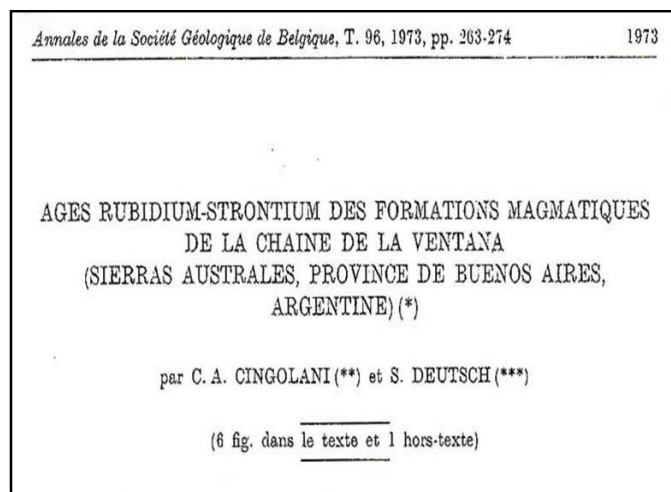 Annales de la Société Géologique de Belgique, T. 96, 1973, pp. 263-274 1973
AGES RUBIDIUM-STRONTIUM DES FORMATIONS MAGMATIQUES
DE LA CHAINE DE LA VENTANA
(SIERRAS AUSTRALES, PROVINCE DE BUENOS AIRES,
ARGENTINE) (*)
par C. A. CINGOLANI (**) et S. DEUTSCH (***)
(6 fig. dans le texte et 1 hors-texte)